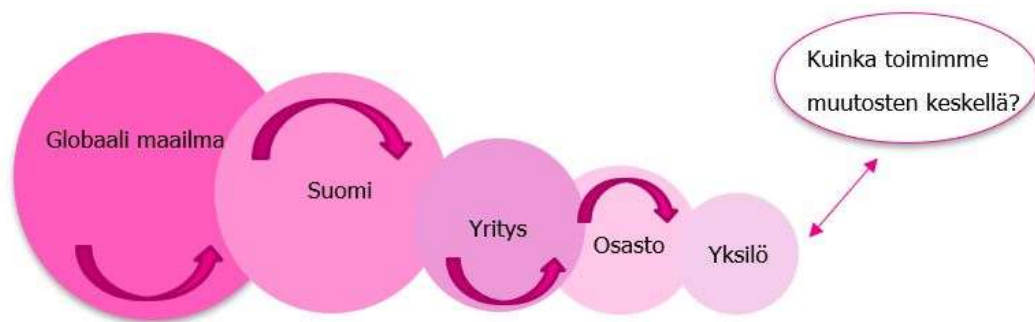 Globaali maailma
Suomi
Yritys
Osasto
Yksilö
Kuinka toimimme
muutosten keskellä?